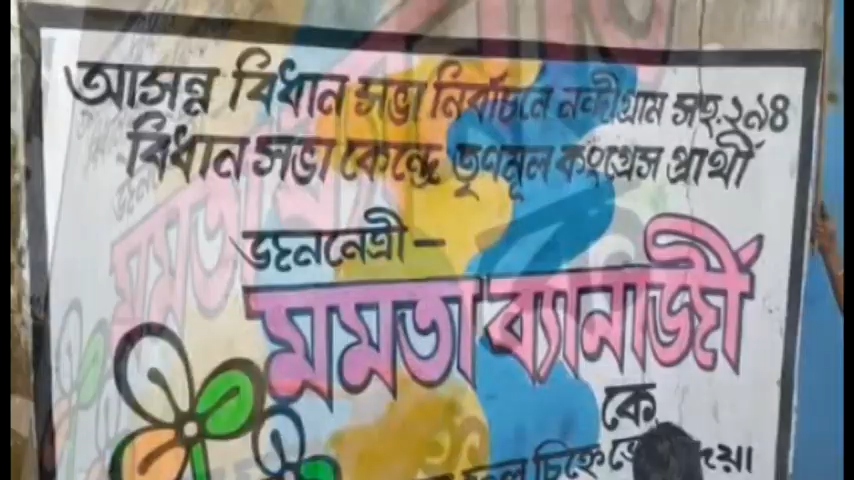 আসন্ন বিধান সভা নির্বাচনে নন্দীগ্রাম সহ ২৯৪
বিধান সভা কেন্দ্রে তৃণমূল কংগ্রেস প্রার্থী
জননেত্রী –
মমতা ব্যানার্জী
কে
ফুল চিহ্নে